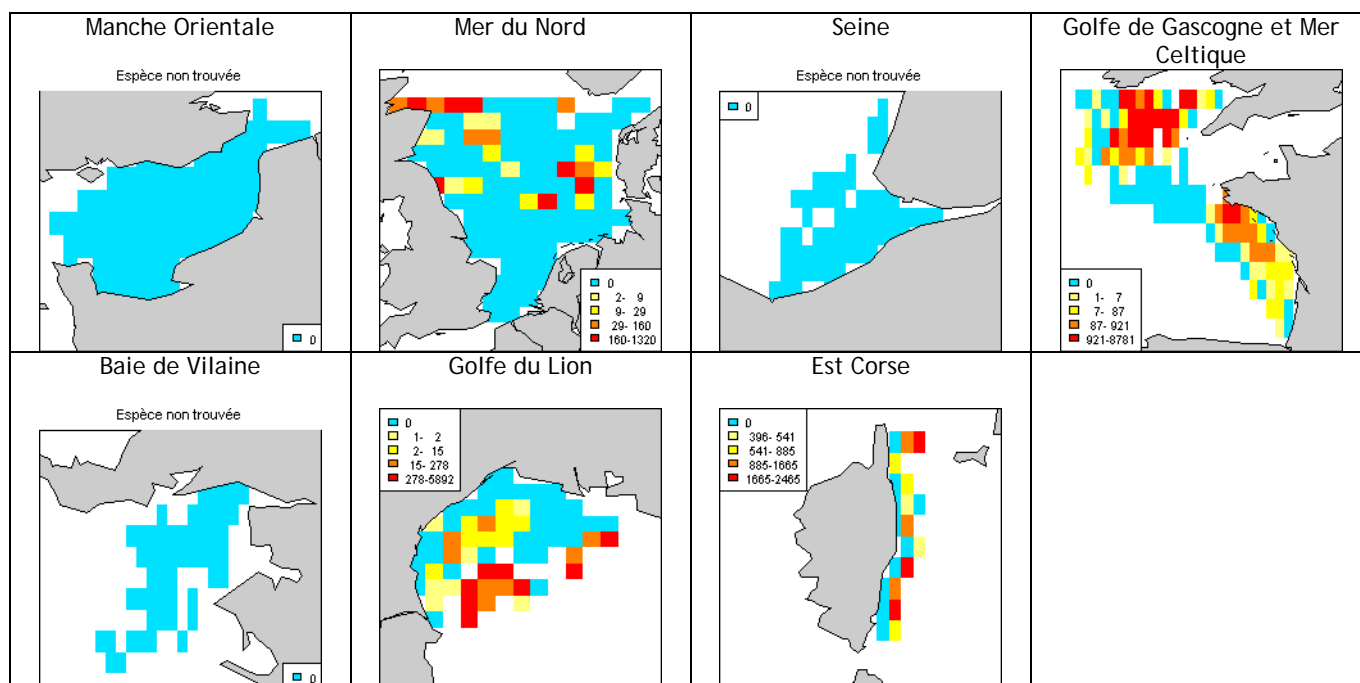 Manche Orientale
Espèce non trouvée
0
Mer du Nord
0
2- 9
9- 29
29- 160
160-1320
Seine
Espèce non trouvée
0
Golfe de Gascogne et Mer
Celtique
0
1- 7
7- 87
87- 921
921-8781
Baie de Vilaine
Espèce non trouvée
0
Golfe du Lion
0
1- 2
2- 15
15- 278
278-5892
Est Corse
0
396- 541
541- 885
885-1665
1665-2465